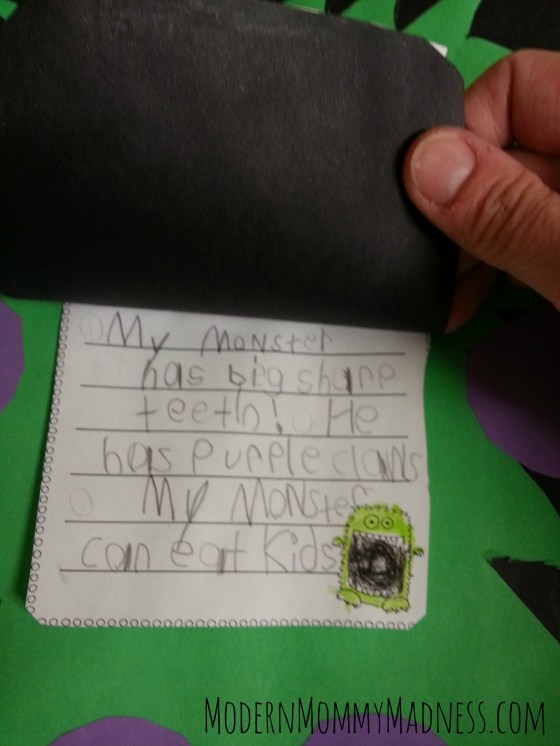 My Monster
has big sharp
teeth! He
has purple claws
My Monster
can eat Kids
MODERNMOMMYMADNESS.COM